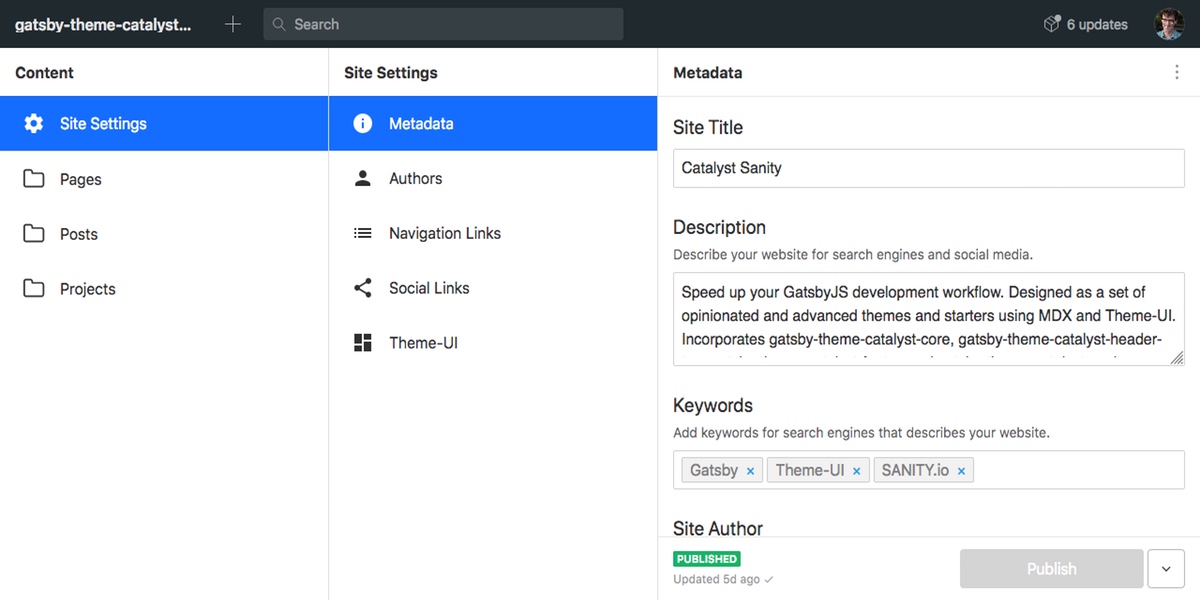 gatsby-theme-catalyst...
Search
6 updates
Content
Site Settings
Pages
Posts
Projects
Site Settings
Metadata
Authors
Navigation Links
Social Links
Theme-UI
Metadata
Site Title
Catalyst Sanity
Description
Describe your website for search engines and social media.
Speed up your GatsbyJS development workflow. Designed as a set of
opinionated and advanced themes and starters using MDX and Theme-UI.
Incorporates gatsby-theme-catalyst-core, gatsby-theme-catalyst-header-
Keywords
Add keywords for search engines that describes your website.
Gatsby × Theme-UI × SANITY.io ×
Site Author
PUBLISHED
Updated 5d ago
Publish